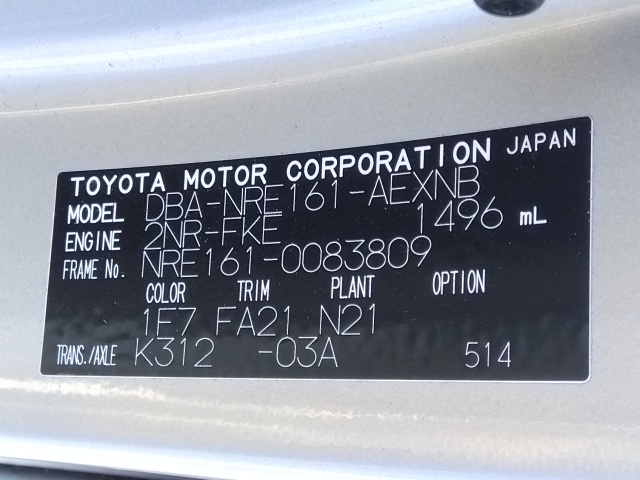 TOYOTA MOTOR CORPORATION JAPAN
MODEL DBA-NRE161-AEXNB
ENGINE 2NR-FKE 1496 mL
FRAME No. NRE161-0083809
COLOR TRIM PLANT OPTION
1F7 FA21 N21
TRANS./AXLE K312 -03A 514